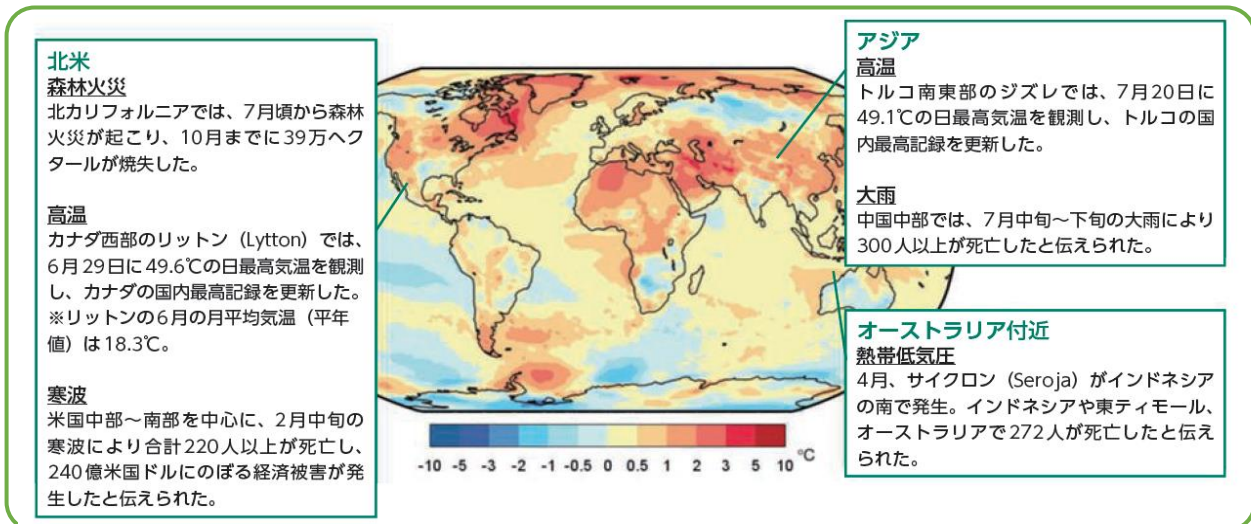 北米
森林火災
北カリフォルニアでは、7月頃から森林
火災が起こり、10月までに39万ヘク
タールが焼失した。
高温
カナダ西部のリットン（Lytton）では、
6月29日に49.6℃の日最高気温を観測
し、カナダの国内最高記録を更新した。
※リットンの6月の月平均気温（平年
値）は18.3℃。
寒波
米国中部～南部を中心に、2月中旬の
寒波により合計220人以上が死亡し、
240億米国ドルにのぼる経済被害が発
生したと伝えられた。
アジア
高温
トルコ南東部のジズレでは、7月20日に
49.1℃の日最高気温を観測し、トルコの国
内最高記録を更新した。
大雨
中国中部では、7月中旬～下旬の大雨により
300人以上が死亡したと伝えられた。
オーストラリア付近
熱帯低気圧
4月、サイクロン（Seroja）がインドネシア
の南で発生。インドネシアや東ティモール、
オーストラリアで272人が死亡したと伝え
られた。
-10 -5 -3 -2 -1 -0.5 0 0.5 1 2 3 5 10 ℃